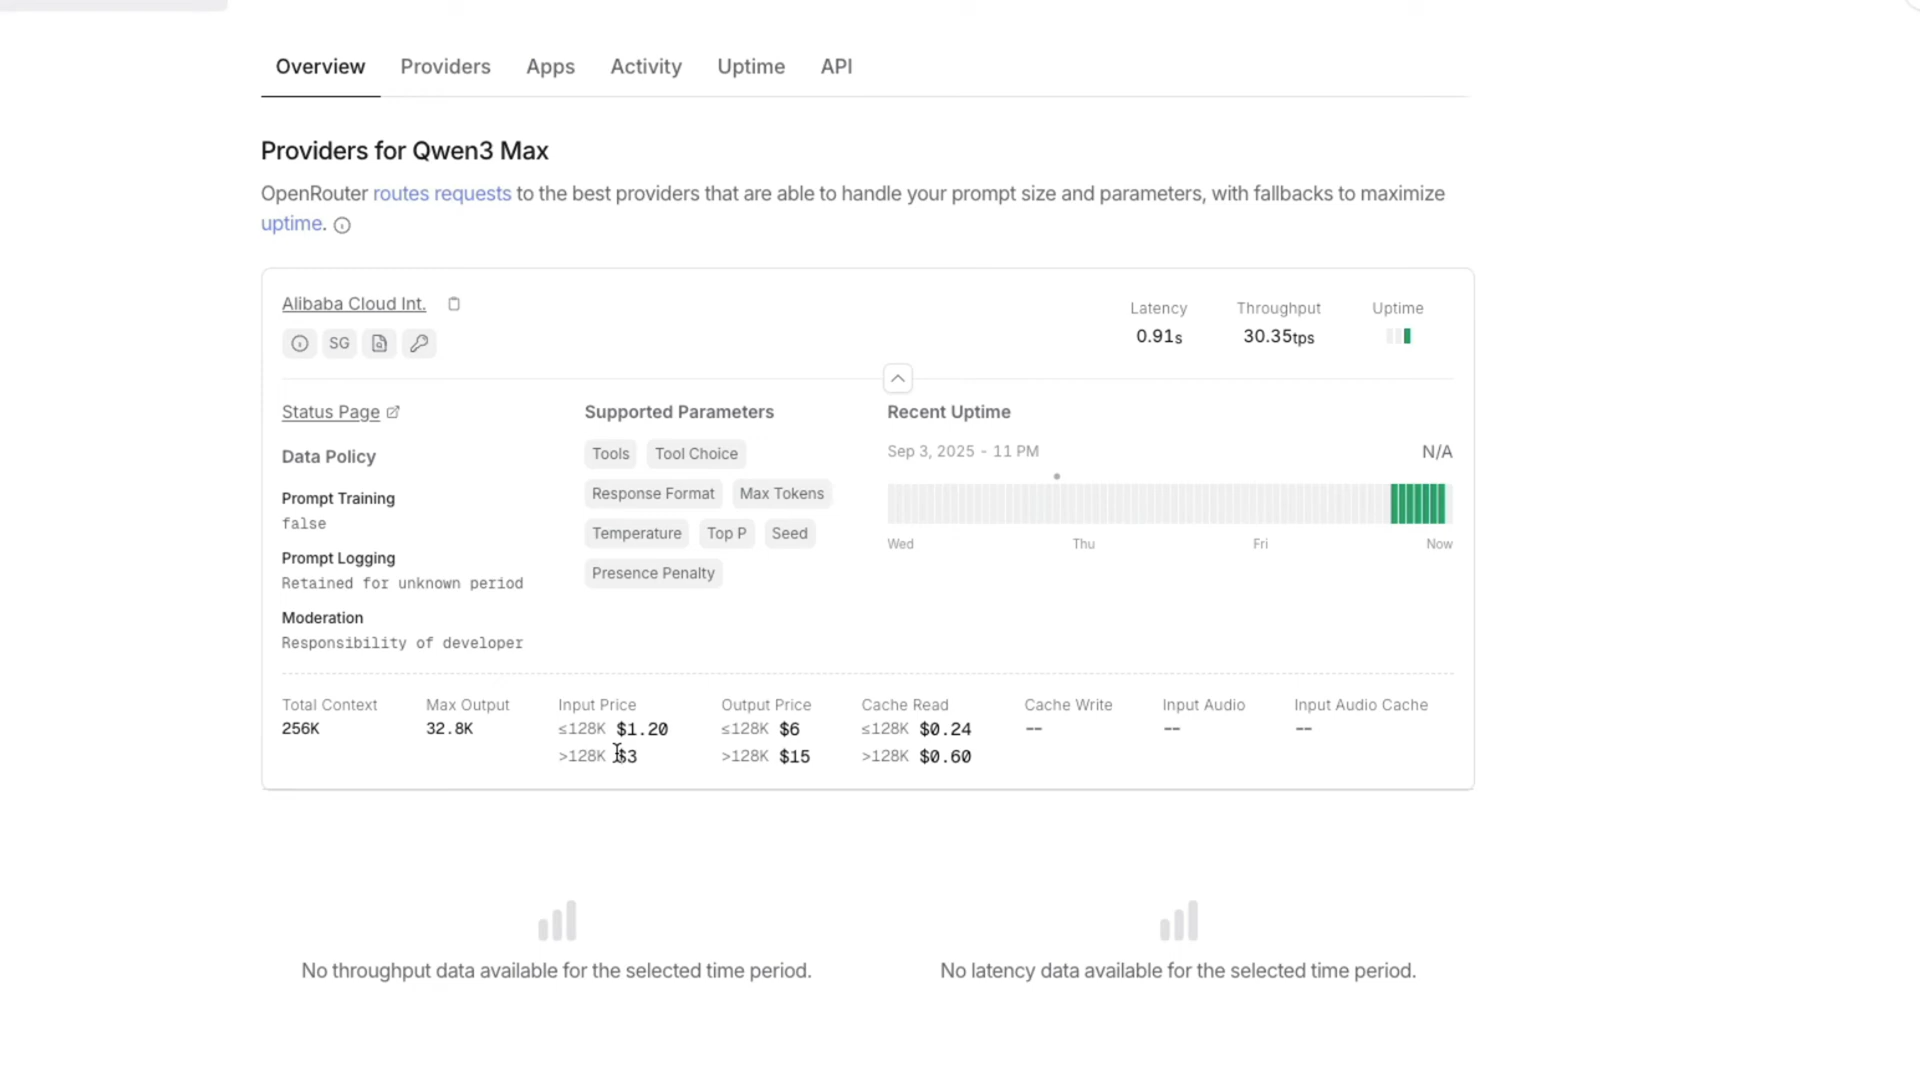 Overview Providers Apps Activity Uptime API
Providers for Qwen3 Max
OpenRouter routes requests to the best providers that are able to handle your prompt size and parameters, with fallbacks to maximize
uptime.
Alibaba Cloud Int.
SG
Latency Throughput Uptime
0.91s 30.35tps
Status Page
Data Policy
Prompt Training
false
Prompt Logging
Retained for unknown period
Moderation
Responsibility of developer
Supported Parameters
Tools Tool Choice
Response Format Max Tokens
Temperature Top P Seed
Presence Penalty
Recent Uptime
Sep 3, 2025 - 11 PM N/A
Wed Thu Fri Now
Total Context Max Output Input Price Output Price Cache Read Cache Write Input Audio Input Audio Cache
256K 32.8K ≤128K $1.20 ≤128K $6 ≤128K $0.24 -- -- --
>128K $3 >128K $15 >128K $0.60
No throughput data available for the selected time period. No latency data available for the selected time period.